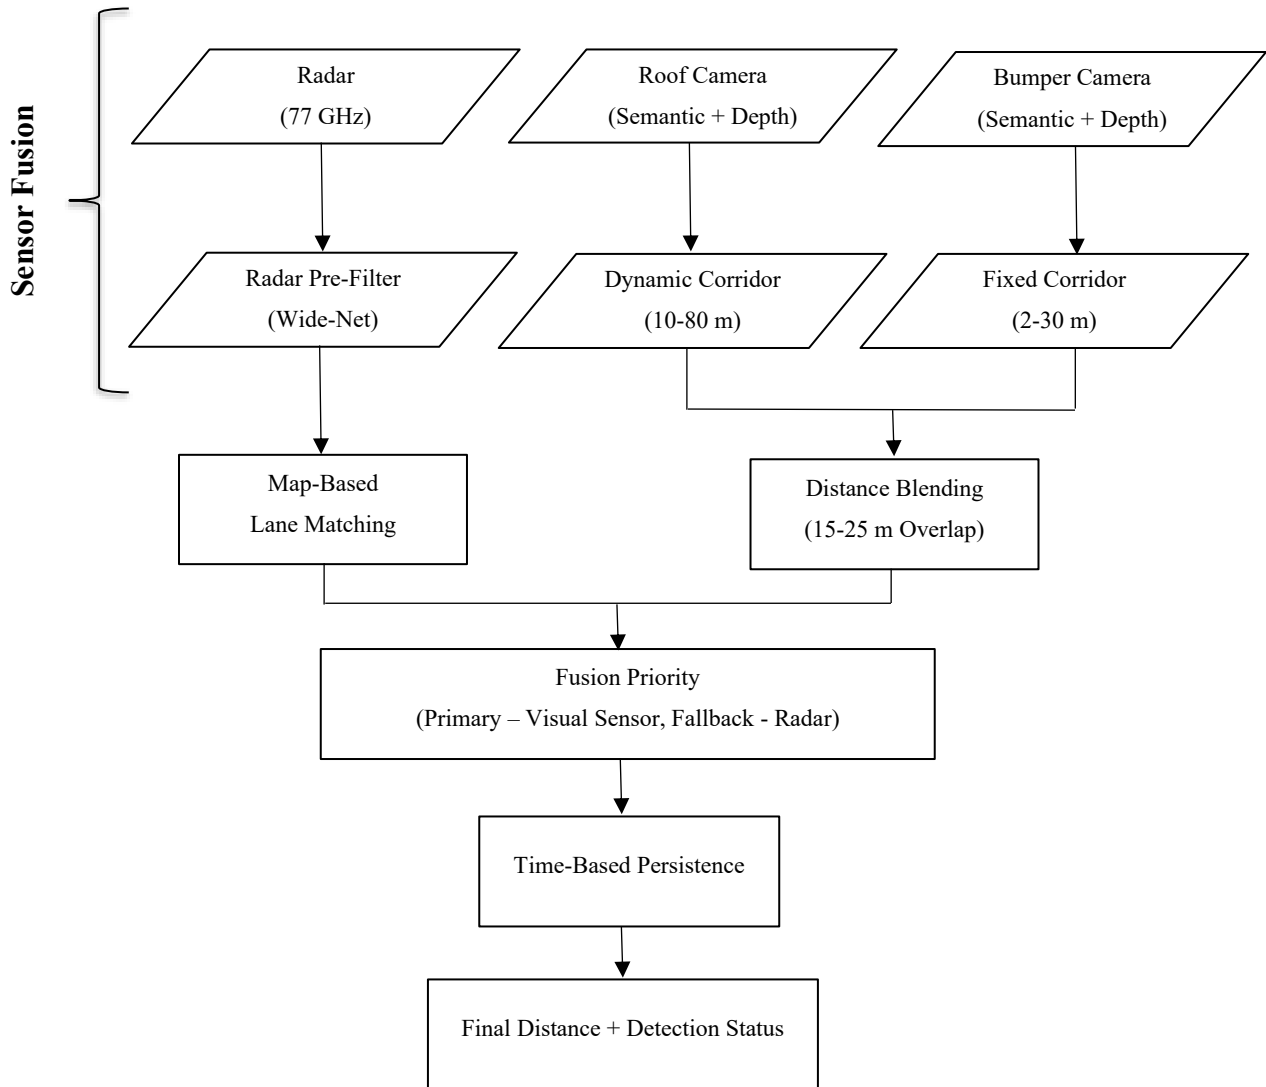 Sensor Fusion
Radar
(77 GHz)
Roof Camera
(Semantic + Depth)
Bumper Camera
(Semantic + Depth)
Radar Pre-Filter
(Wide-Net)
Dynamic Corridor
(10-80 m)
Fixed Corridor
(2-30 m)
Map-Based
Lane Matching
Distance Blending
(15-25 m Overlap)
Fusion Priority
(Primary – Visual Sensor, Fallback - Radar)
Time-Based Persistence
Final Distance + Detection Status